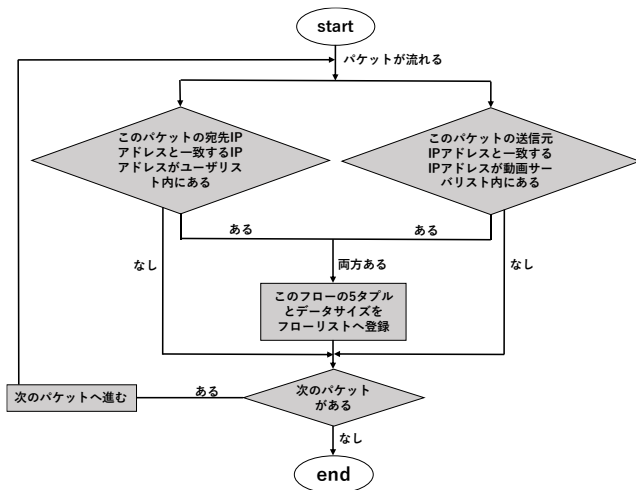 start
パケットが流れる
このパケットの宛先IP
アドレスと一致するIP
アドレスがユーザリス
ト内にある
このパケットの送信元
IPアドレスと一致する
IPアドレスが動画サー
バリスト内にある
ある
ある
なし
両方ある
なし
このフローの5タプル
とデータサイズを
フローリストへ登録
次のパケットへ進む
ある
次のパケット
がある
なし
end